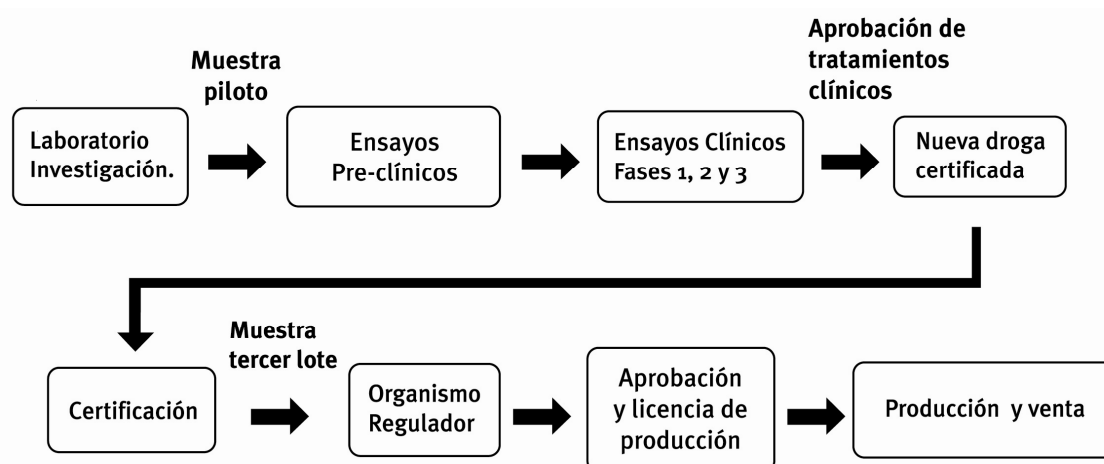 Muestra
piloto
Aprobación de
tratamientos
clínicos
Laboratorio
Investigación.
Ensayos
Pre-clínicos
Ensayos Clínicos
Fases 1, 2 y 3
Nueva droga
certificada
Muestra
tercer lote
Certificación
Organismo
Regulador
Aprobación
y licencia de
producción
Producción y venta